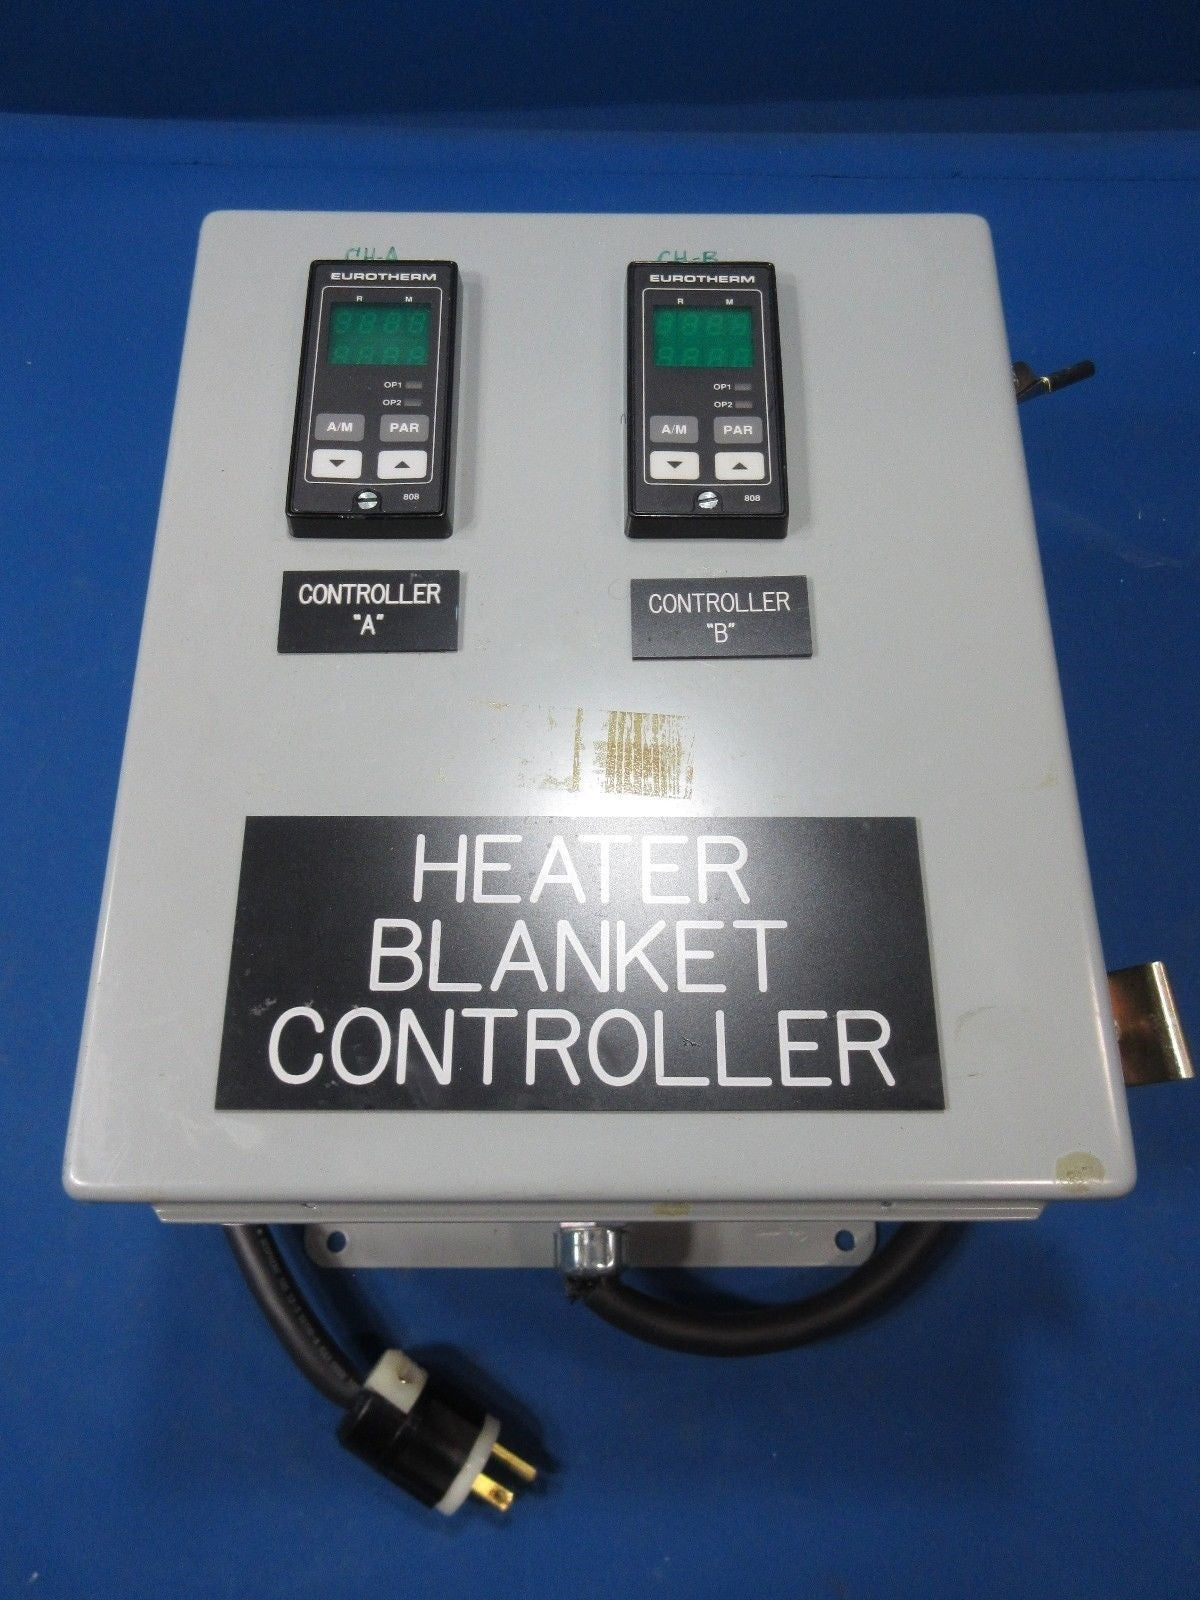 CH-A
CH-B
EUROTHERM
R M
OP1
OP2
A/M PAR
808
EUROTHERM
R M
OP1
OP2
A/M PAR
808
CONTROLLER
"A"
CONTROLLER
"B"
HEATER
BLANKET
CONTROLLER